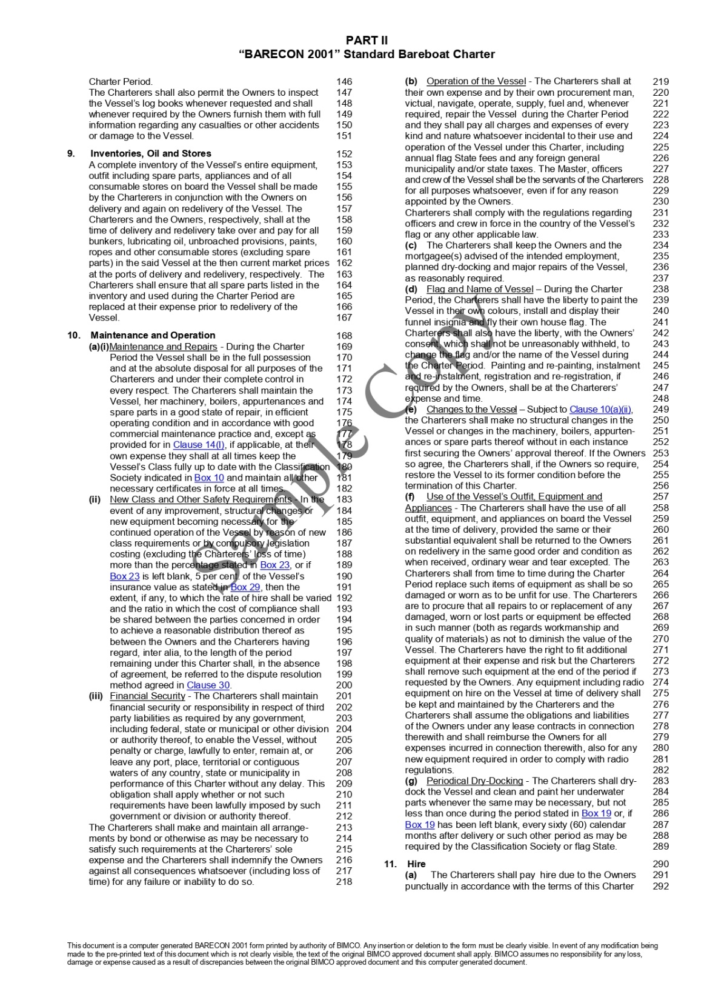 PART II
“BARECON 2001” Standard Bareboat Charter
Charter Period. 146
The Charterers shall also permit the Owners to inspect 147
the Vessel’s log books whenever requested and shall 148
whenever required by the Owners furnish them with full 149
information regarding any casualties or other accidents 150
or damage to the Vessel. 151
9. Inventories, Oil and Stores 152
A complete inventory of the Vessel’s entire equipment, 153
outfit including spare parts, appliances and of all 154
consumable stores on board the Vessel shall be made 155
by the Charterers in conjunction with the Owners on 156
delivery and again on redelivery of the Vessel. The 157
Charterers and the Owners, respectively, shall at the 158
time of delivery and redelivery take over and pay for all 159
bunkers, lubricating oil, unbroached provisions, paints, 160
ropes and other consumable stores (excluding spare 161
parts) in the said Vessel at the then current market prices 162
at the ports of delivery and redelivery, respectively. The 163
Charterers shall ensure that all spare parts listed in the 164
inventory and used during the Charter Period are 165
replaced at their expense prior to redelivery of the 166
Vessel. 167
10. Maintenance and Operation 168
(a)(i)Maintenance and Repairs - During the Charter 169
Period the Vessel shall be in the full possession 170
and at the absolute disposal for all purposes of the 171
Charterers and under their complete control in 172
every respect. The Charterers shall maintain the 173
Vessel, her machinery, boilers, appurtenances and 174
spare parts in a good state of repair, in efficient 175
operating condition and in accordance with good 176
commercial maintenance practice and, except as 177
provided for in Clause 14(l), if applicable, at their 178
own expense they shall at all times keep the 179
Vessel’s Class fully up to date with the Classification 180
Society indicated in Box 10 and maintain all other 181
necessary certificates in force at all times. 182
(ii) New Class and Other Safety Requirements - In the 183
event of any improvement, structural changes or 184
new equipment becoming necessary for the 185
continued operation of the Vessel by reason of new 186
class requirements or by compulsory legislation 187
costing (excluding the Charterers’ loss of time) 188
more than the percentage stated in Box 23, or if 189
Box 23 is left blank, 5 per cent. of the Vessel’s 190
insurance value as stated in Box 29, then the 191
extent, if any, to which the rate of hire shall be varied 192
and the ratio in which the cost of compliance shall 193
be shared between the parties concerned in order 194
to achieve a reasonable distribution thereof as 195
between the Owners and the Charterers having 196
regard, inter alia, to the length of the period 197
remaining under this Charter shall, in the absence 198
of agreement, be referred to the dispute resolution 199
method agreed in Clause 30. 200
(iii) Financial Security - The Charterers shall maintain 201
financial security or responsibility in respect of third 202
party liabilities as required by any government, 203
including federal, state or municipal or other division 204
or authority thereof, to enable the Vessel, without 205
penalty or charge, lawfully to enter, remain at, or 206
leave any port, place, territorial or contiguous 207
waters of any country, state or municipality in 208
performance of this Charter without any delay. This 209
obligation shall apply whether or not such 210
requirements have been lawfully imposed by such 211
government or division or authority thereof. 212
The Charterers shall make and maintain all arrange- 213
ments by bond or otherwise as may be necessary to 214
satisfy such requirements at the Charterers’ sole 215
expense and the Charterers shall indemnify the Owners 216
against all consequences whatsoever (including loss of 217
time) for any failure or inability to do so. 218
(b) Operation of the Vessel - The Charterers shall at 219
their own expense and by their own procurement man, 220
victual, navigate, operate, supply, fuel and, whenever 221
required, repair the Vessel during the Charter Period 222
and they shall pay all charges and expenses of every 223
kind and nature whatsoever incidental to their use and 224
operation of the Vessel under this Charter, including 225
annual flag State fees and any foreign general 226
municipality and/or state taxes. The Master, officers 227
and crew of the Vessel shall be the servants of the Charterers 228
for all purposes whatsoever, even if for any reason 229
appointed by the Owners. 230
Charterers shall comply with the regulations regarding 231
officers and crew in force in the country of the Vessel’s 232
flag or any other applicable law. 233
(c) The Charterers shall keep the Owners and the 234
mortgagee(s) advised of the intended employment, 235
planned dry-docking and major repairs of the Vessel, 236
as reasonably required. 237
(d) Flag and Name of Vessel – During the Charter 238
Period, the Charterers shall have the liberty to paint the 239
Vessel in their own colours, install and display their 240
funnel insignia and fly their own house flag. The 241
Charterers shall also have the liberty, with the Owners’ 242
consent, which shall not be unreasonably withheld, to 243
change the flag and/or the name of the Vessel during 244
the Charter Period. Painting and re-painting, instalment 245
and re-instalment, registration and re-registration, if 246
required by the Owners, shall be at the Charterers’ 247
expense and time. 248
(e) Changes to the Vessel – Subject to Clause 10(a)(ii), 249
the Charterers shall make no structural changes in the 250
Vessel or changes in the machinery, boilers, appurten- 251
ances or spare parts thereof without in each instance 252
first securing the Owners’ approval thereof. If the Owners 253
so agree, the Charterers shall, if the Owners so require, 254
restore the Vessel to its former condition before the 255
termination of this Charter. 256
(f) Use of the Vessel’s Outfit, Equipment and 257
Appliances - The Charterers shall have the use of all 258
outfit, equipment, and appliances on board the Vessel 259
at the time of delivery, provided the same or their 260
substantial equivalent shall be returned to the Owners 261
on redelivery in the same good order and condition as 262
when received, ordinary wear and tear excepted. The 263
Charterers shall from time to time during the Charter 264
Period replace such items of equipment as shall be so 265
damaged or worn as to be unfit for use. The Charterers 266
are to procure that all repairs to or replacement of any 267
damaged, worn or lost parts or equipment be effected 268
in such manner (both as regards workmanship and 269
quality of materials) as not to diminish the value of the 270
Vessel. The Charterers have the right to fit additional 271
equipment at their expense and risk but the Charterers 272
shall remove such equipment at the end of the period if 273
requested by the Owners. Any equipment including radio 274
equipment on hire on the Vessel at time of delivery shall 275
be kept and maintained by the Charterers and the 276
Charterers shall assume the obligations and liabilities 277
of the Owners under any lease contracts in connection 278
therewith and shall reimburse the Owners for all 279
expenses incurred in connection therewith, also for any 280
new equipment required in order to comply with radio 281
regulations. 282
(g) Periodical Dry-Docking - The Charterers shall dry- 283
dock the Vessel and clean and paint her underwater 284
parts whenever the same may be necessary, but not 285
less than once during the period stated in Box 19 or, if 286
Box 19 has been left blank, every sixty (60) calendar 287
months after delivery or such other period as may be 288
required by the Classification Society or flag State. 289
11. Hire 290
(a) The Charterers shall pay hire due to the Owners 291
punctually in accordance with the terms of this Charter 292
Sample Copy
This document is a computer generated BARECON 2001 form printed by authority of BIMCO. Any insertion or deletion to the form must be clearly visible. In event of any modification being
made to the pre-printed text of this document which is not clearly visible, the text of the original BIMCO approved document shall apply. BIMCO assumes no responsibility for any loss,
damage or expense caused as a result of discrepancies between the original BIMCO approved document and this computer generated document.